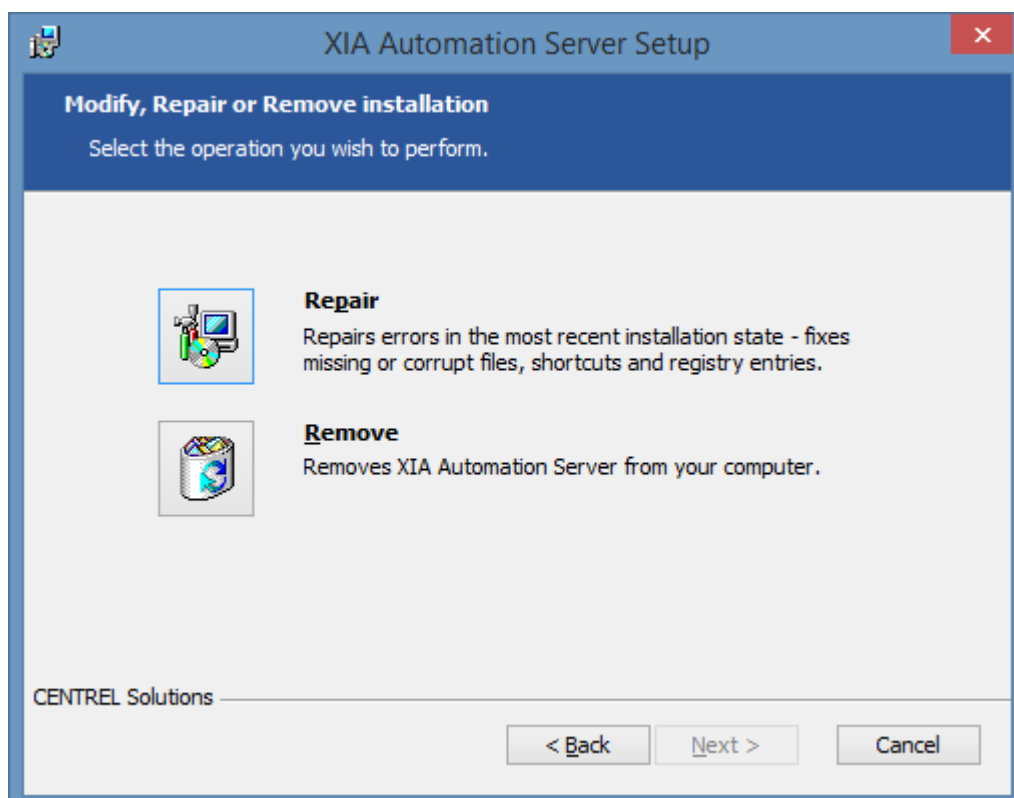 XIA Automation Server Setup
Modify, Repair or Remove installation
Select the operation you wish to perform.
Repair
Repairs errors in the most recent installation state - fixes
missing or corrupt files, shortcuts and registry entries.
Remove
Removes XIA Automation Server from your computer.
CENTREL Solutions
< Back Next > Cancel